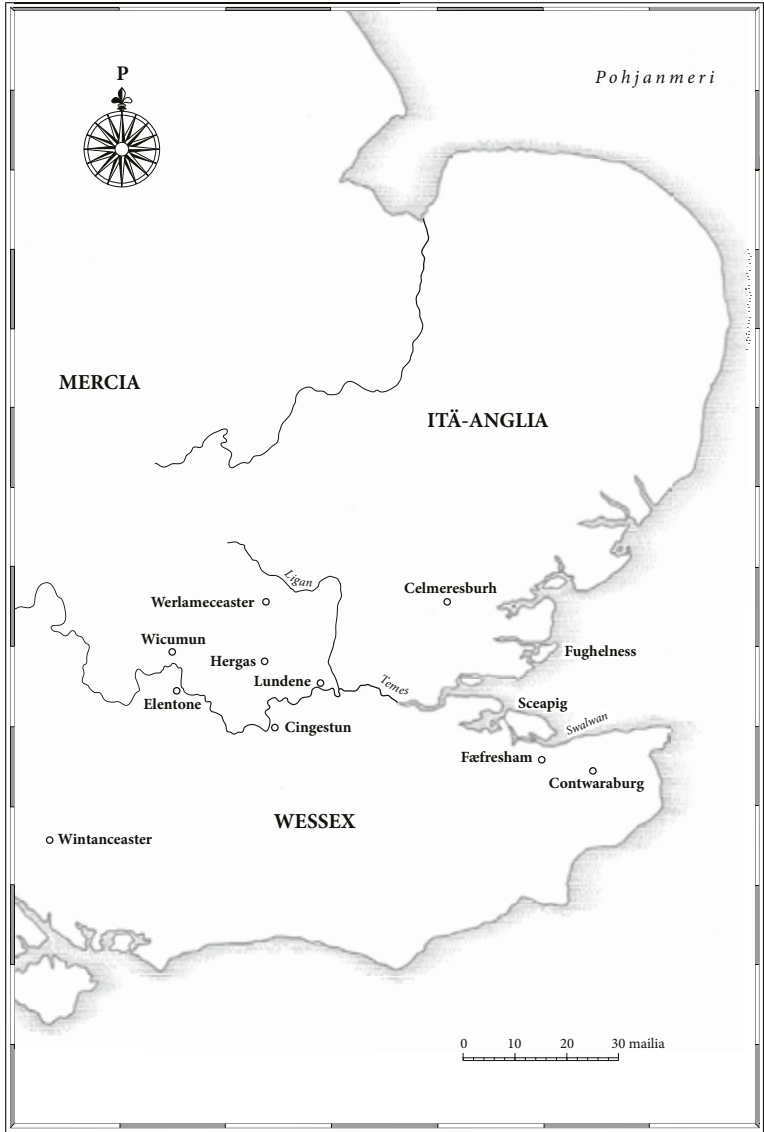 P
Pohjanmeri
MERCIA
ITÄ-ANGLIA
Ligan
Werlameceaster
Celmeresburh
Wicumun
Hergas
Fughelness
Lundene
Temes
Elentone
Sceapig
Cingestun
Swalwan
Fæfresham
Contwaraburg
WESSEX
Wintanceaster
0 10 20 30 mailia